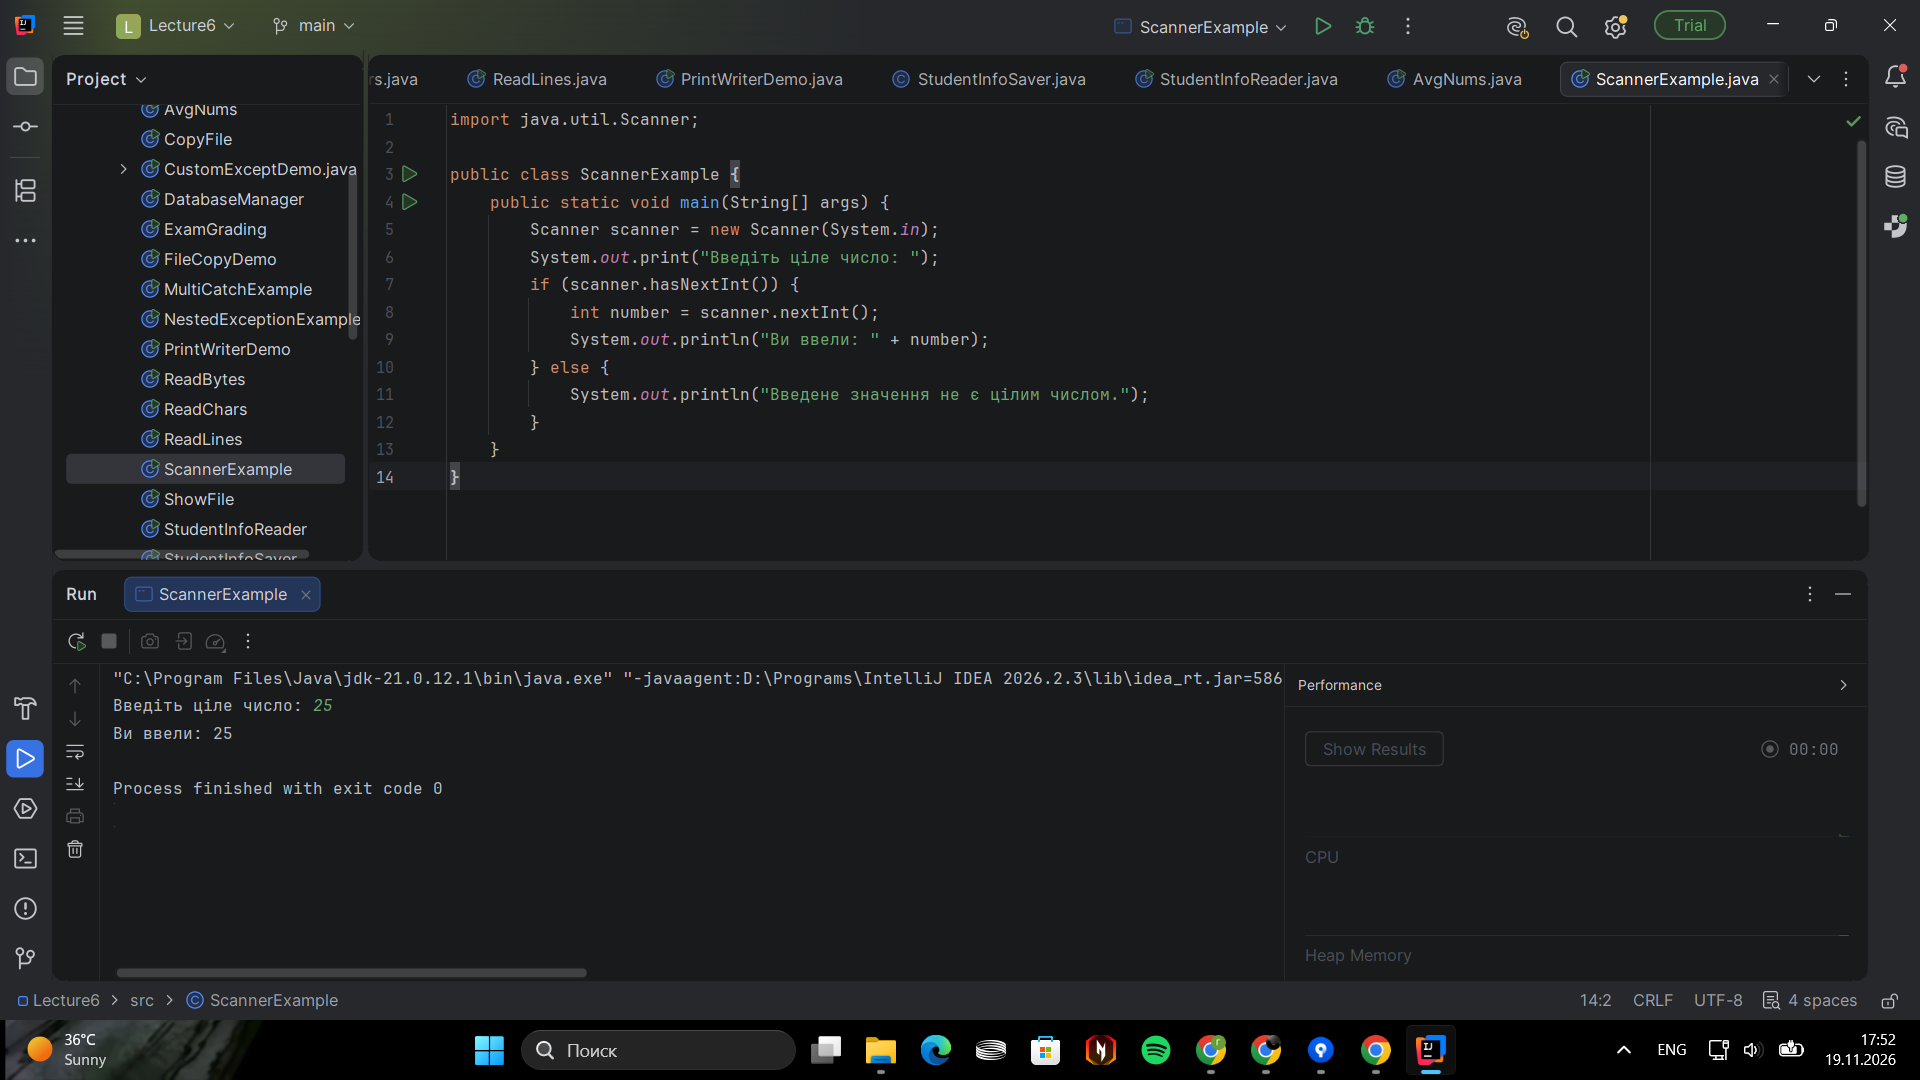 L Lecture6 main ScannerExample Trial
Project
rs.java ReadLines.java PrintWriterDemo.java StudentInfoSaver.java StudentInfoReader.java AvgNums.java ScannerExample.java
AvgNums
CopyFile
CustomExceptDemo.java
DatabaseManager
ExamGrading
FileCopyDemo
MultiCatchExample
NestedExceptionExample
PrintWriterDemo
ReadBytes
ReadChars
ReadLines
ScannerExample
ShowFile
StudentInfoReader
StudentInfoSaver
1 import java.util.Scanner;
2
3 public class ScannerExample {
4 public static void main(String[] args) {
5 Scanner scanner = new Scanner(System.in);
6 System.out.print("Введіть ціле число: ");
7 if (scanner.hasNextInt()) {
8 int number = scanner.nextInt();
9 System.out.println("Ви ввели: " + number);
10 } else {
11 System.out.println("Введене значення не є цілим числом.");
12 }
13 }
14 }
Run ScannerExample
"C:\Program Files\Java\jdk-21.0.12.1\bin\java.exe" "-javaagent:D:\Programs\IntelliJ IDEA 2026.2.3\lib\idea_rt.jar=586
Введіть ціле число: 25
Ви ввели: 25
Process finished with exit code 0
Performance
Show Results 00:00
CPU
Heap Memory
Lecture6 > src > ScannerExample 14:2 CRLF UTF-8 4 spaces
36°C
Sunny
Поиск
ENG
17:52
19.11.2026